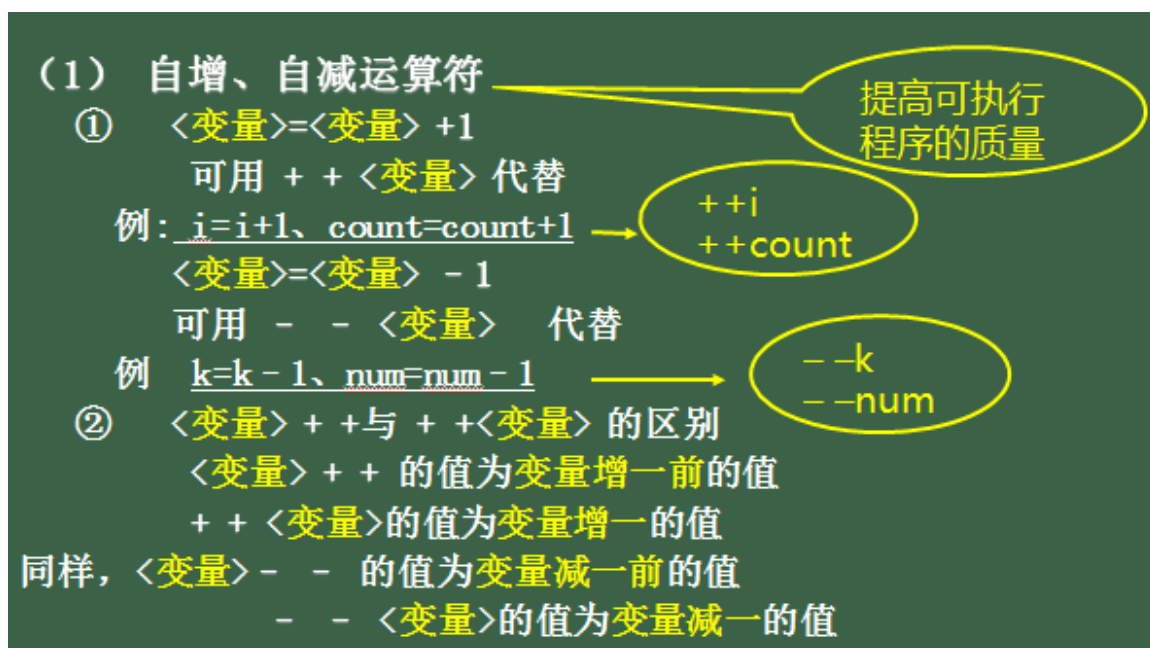 （1） 自增、自减运算符
提高可执行
程序的质量
① <变量>=<变量> +1
可用 + + <变量> 代替
例: i=i+1、count=count+1
++i
++count
<变量>=<变量> - 1
可用 - - <变量> 代替
例 k=k-1、num=num-1
– –k
– –num
② <变量> + +与 + +<变量> 的区别
<变量> + + 的值为变量增一前的值
+ + <变量>的值为变量增一的值
同样，<变量> - - 的值为变量减一前的值
- - <变量>的值为变量减一的值